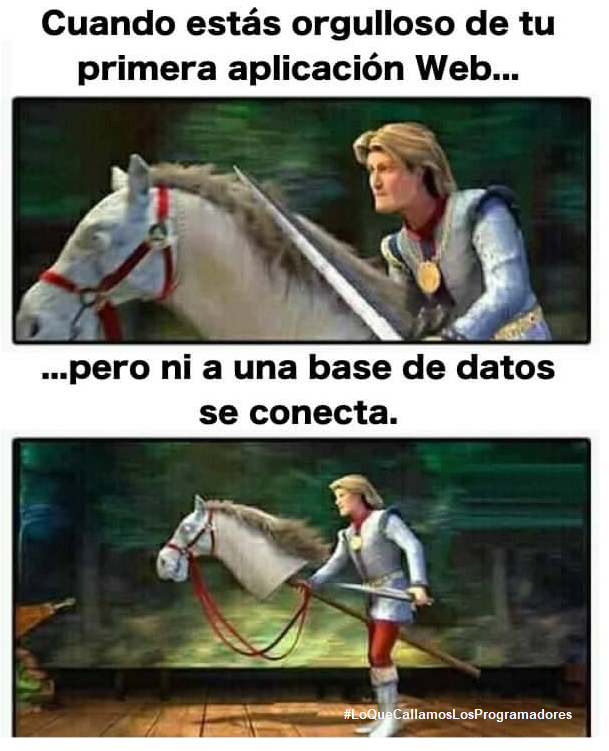 Cuando estás orgulloso de tu
primera aplicación Web...
...pero ni a una base de datos
se conecta.
#LoQueCallamosLosProgramadores